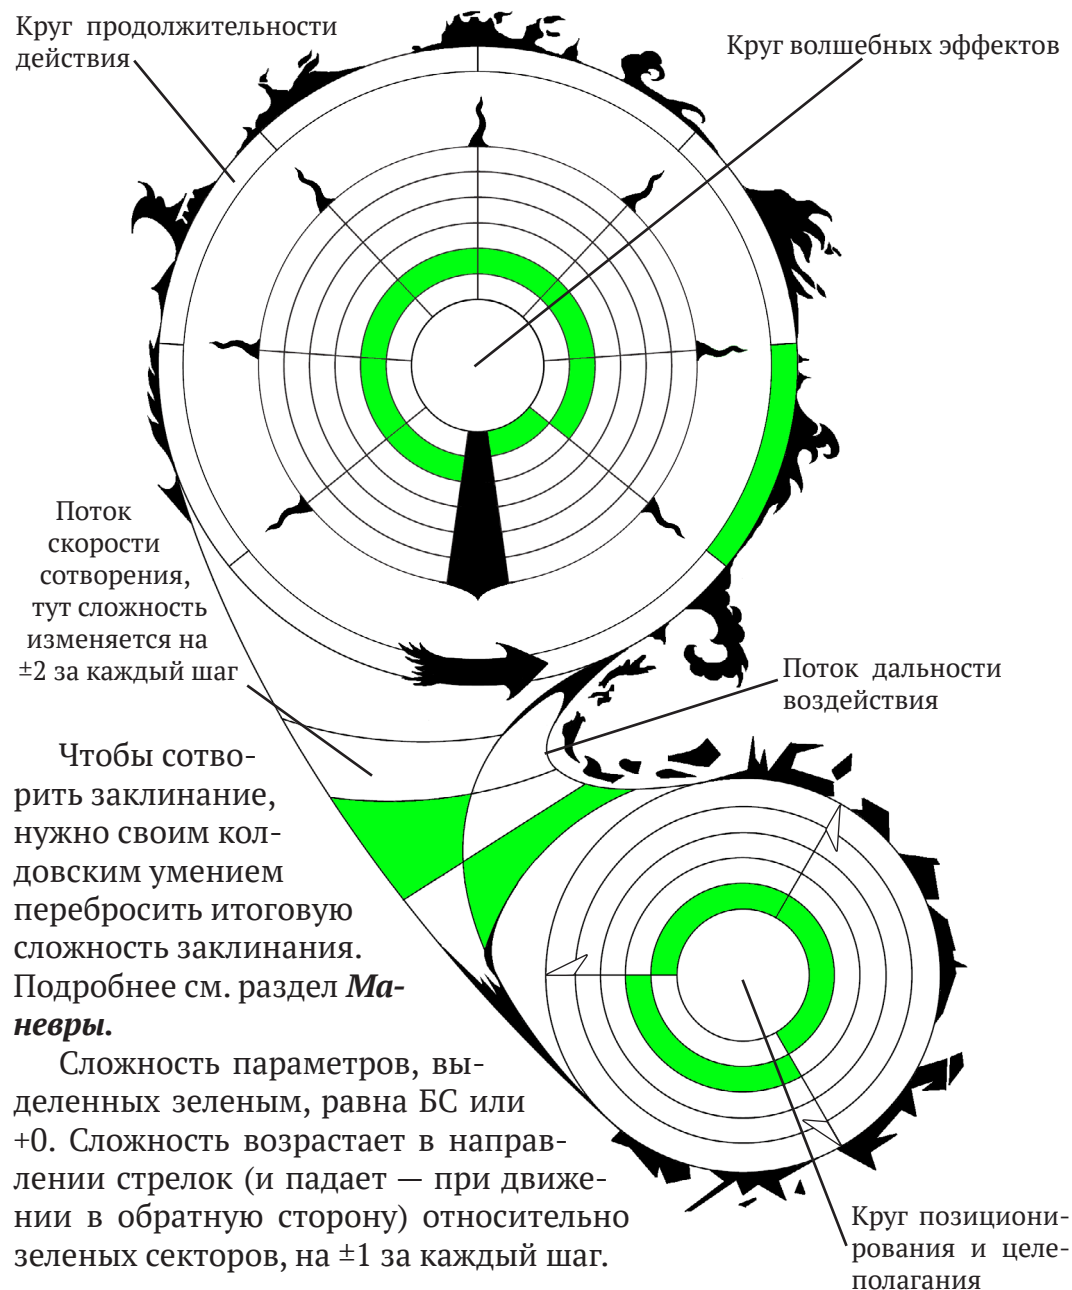 Круг продолжительности
действия
Круг волшебных эффектов
Поток
скорости
сотворения,
тут сложность
изменяется на
±2 за каждый шаг
Поток дальности
воздействия
Чтобы сотво-
рить заклинание,
нужно своим кол-
довским умением
перебросить итоговую
сложность заклинания.
Подробнее см. раздел Ма-
невры.
Сложность параметров, вы-
деленных зеленым, равна БС или
+0. Сложность возрастает в направ-
лении стрелок (и падает — при движе-
нии в обратную сторону) относительно
зеленых секторов, на ±1 за каждый шаг.
Круг позициони-
рования и целе-
полагания